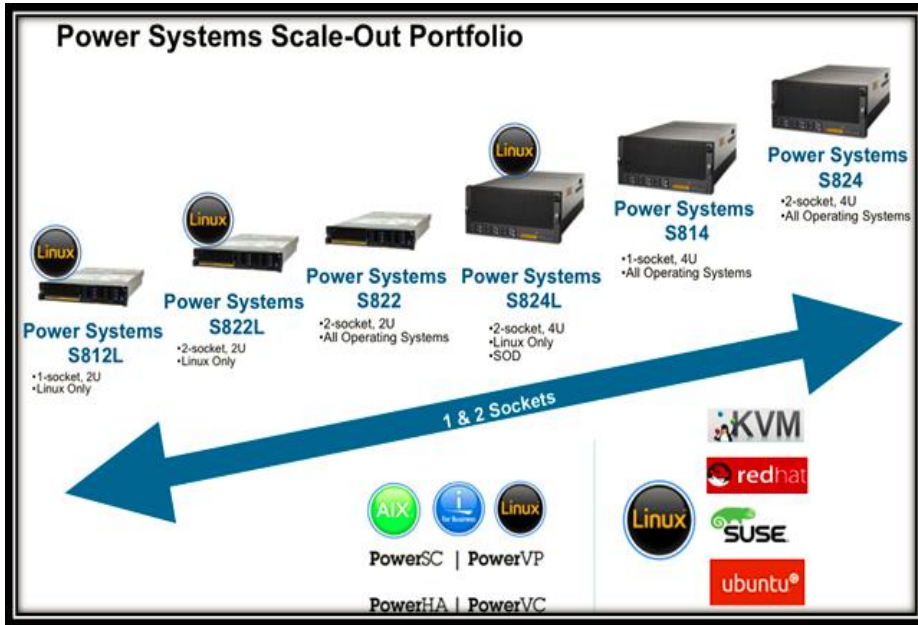 Power Systems Scale-Out Portfolio
Linux
Power Systems
S812L
•1-socket, 2U
•Linux Only
Linux
Power Systems
S822L
•2-socket, 2U
•Linux Only
Power Systems
S822
•2-socket, 2U
•All Operating Systems
Linux
Power Systems
S824L
•2-socket, 4U
•Linux Only
•SOD
Power Systems
S814
•1-socket, 4U
•All Operating Systems
Power Systems
S824
•2-socket, 4U
•All Operating Systems
1 & 2 Sockets
AIX
i
for Business
Linux
PowerSC | PowerVP
PowerHA | PowerVC
Linux
KVM
redhat
SUSE
ubuntu®